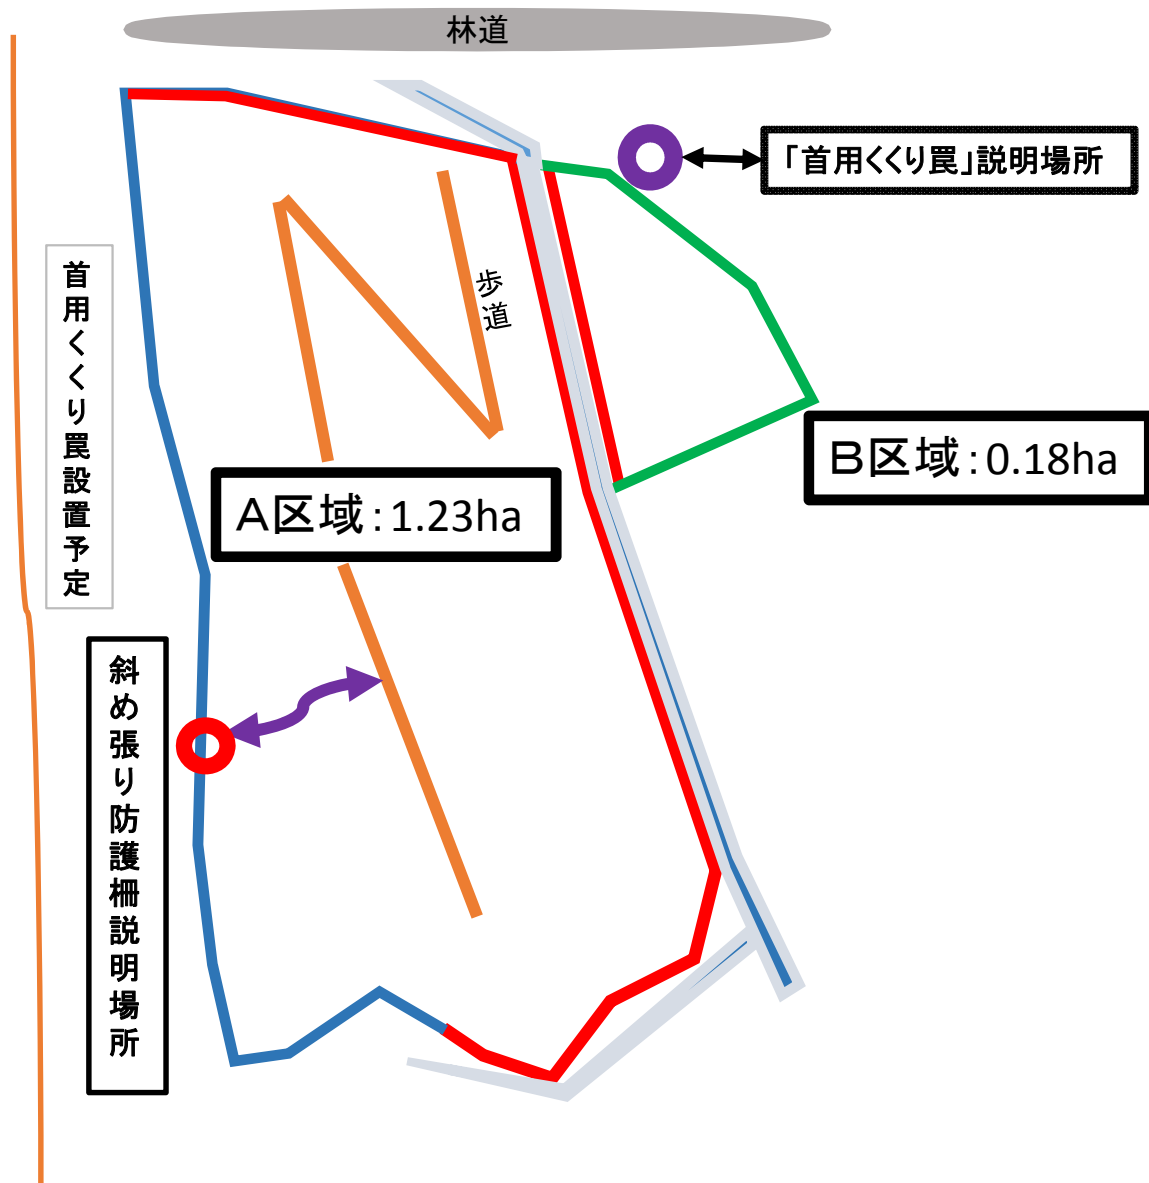 林道
「首用くくり罠」説明場所
歩道
首用くくり罠設置予定
B区域：0.18ha
A区域：1.23ha
斜め張り防護柵説明場所